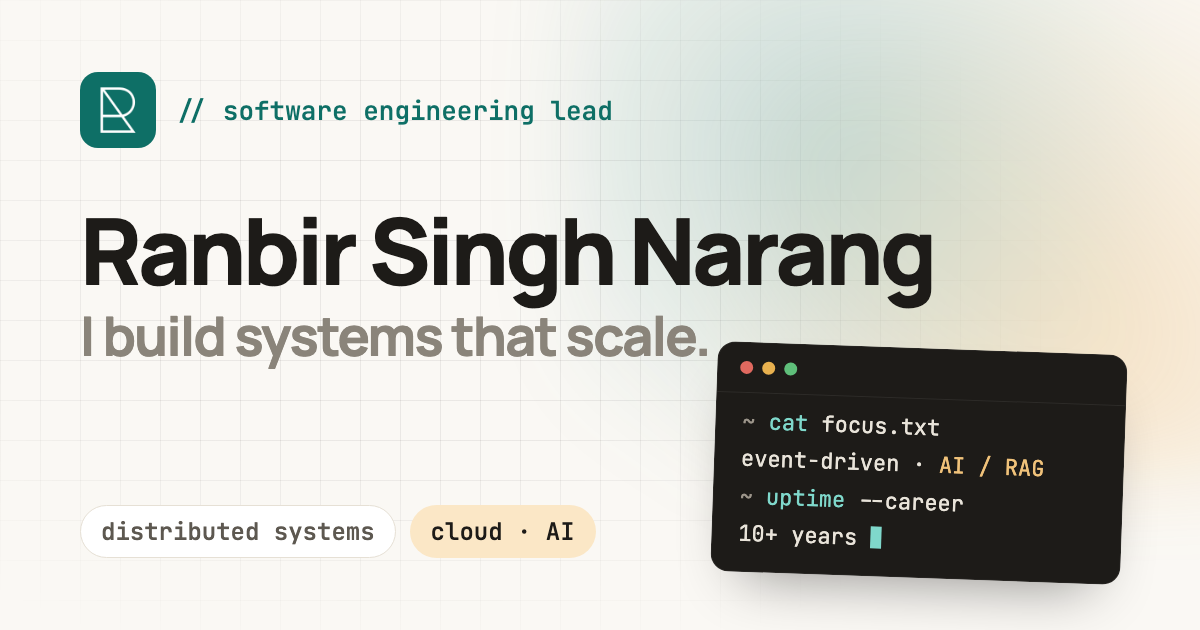 // software engineering lead
Ranbir Singh Narang
I build systems that scale.
~ cat focus.txt
event-driven · AI / RAG
~ uptime --career
10+ years
distributed systems
cloud · AI